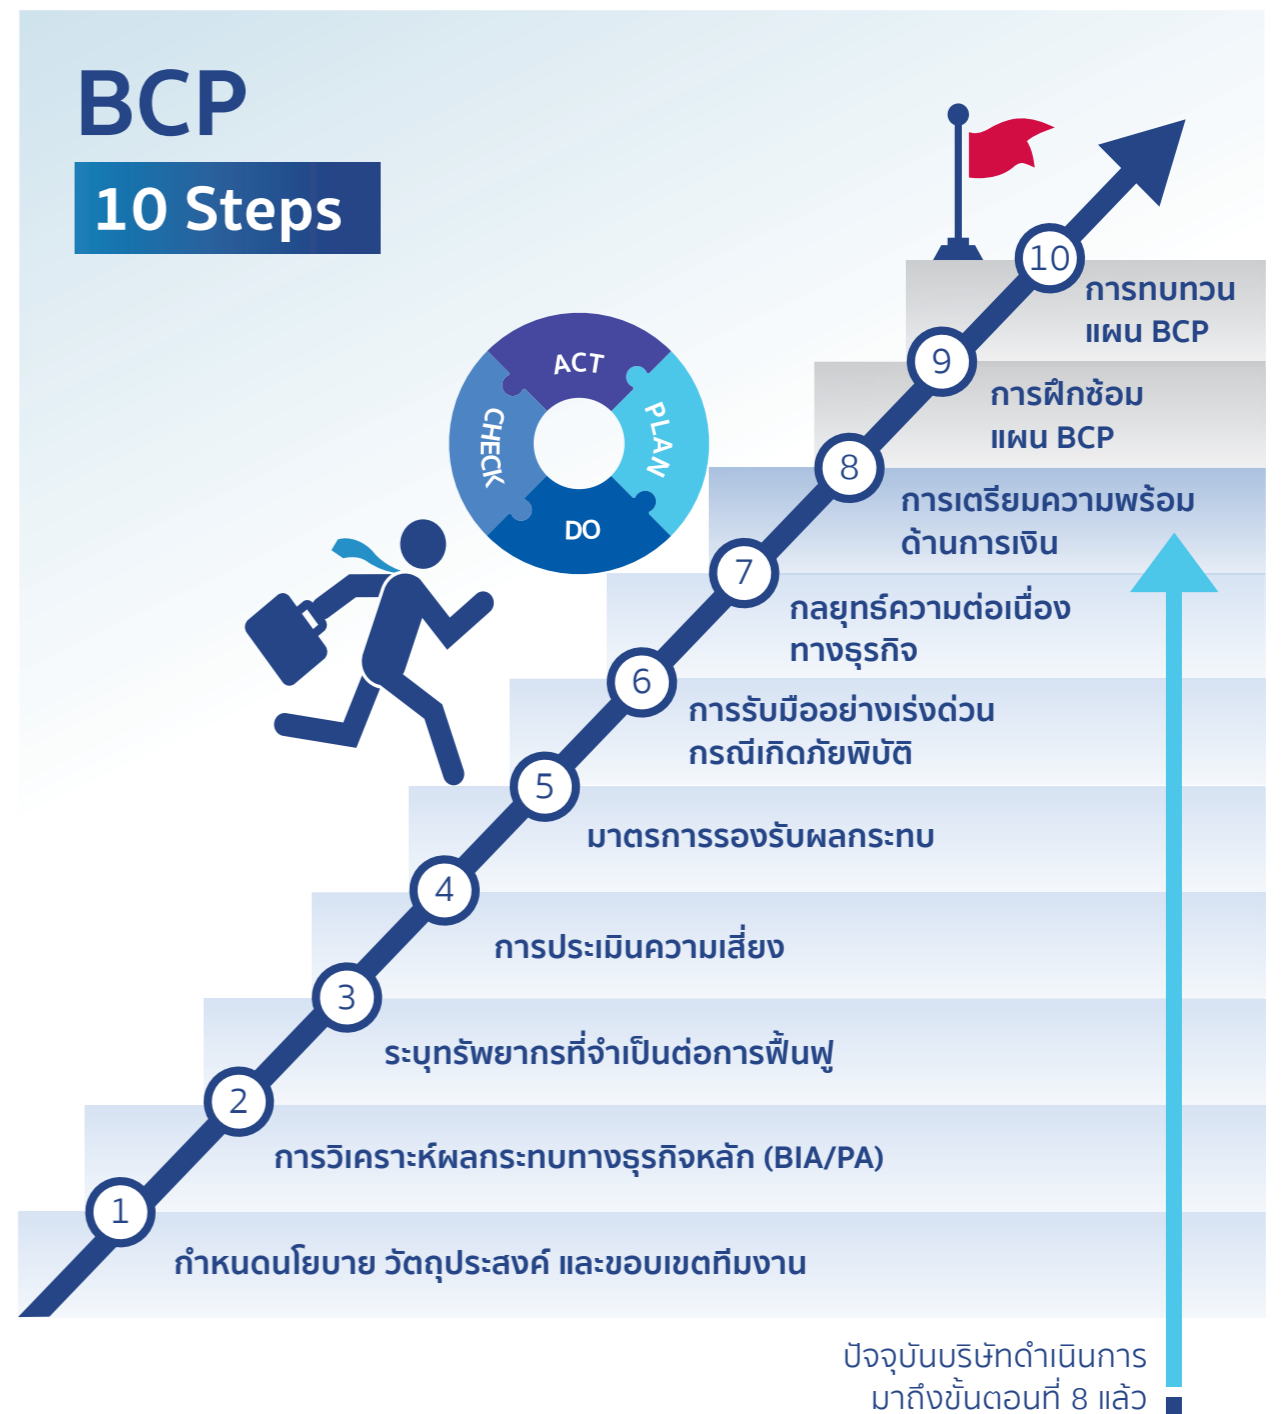 BCP
10 Steps
ACT
PLAN
DO
CHECK
10
การทบทวน
แผน BCP
9
การฝึกซ้อม
แผน BCP
8
การเตรียมความพร้อม
ด้านการเงิน
7
กลยุทธ์ความต่อเนื่อง
ทางธุรกิจ
6
การรับมืออย่างเร่งด่วน
กรณีเกิดภัยพิบัติ
5
มาตรการรองรับผลกระทบ
4
การประเมินความเสี่ยง
3
ระบุทรัพยากรที่จำเป็นต่อการฟื้นฟู
2
การวิเคราะห์ผลกระทบทางธุรกิจหลัก (BIA/PA)
1
กำหนดนโยบาย วัตถุประสงค์ และขอบเขตทีมงาน
ปัจจุบันบริษัทดำเนินการ
มาถึงขั้นตอนที่ 8 แล้ว